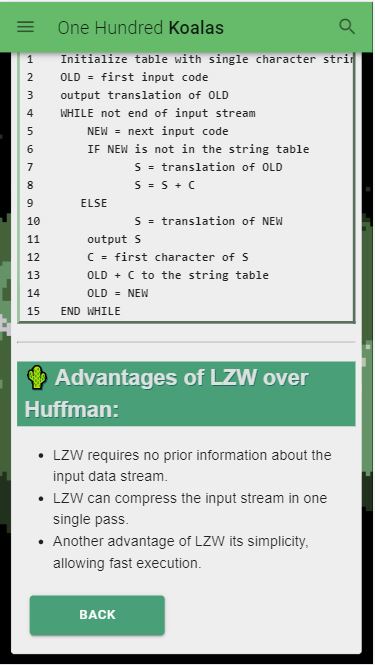 One Hundred Koalas
1 Initialize table with single character
2 OLD = first input code
3 output translation of OLD
4 WHILE not end of input stream
5 NEW = next input code
6 IF NEW is not in the string table
7 S = translation of OLD
8 S = S + C
9 ELSE
10 S = translation of NEW
11 output S
12 C = first character of S
13 OLD + C to the string table
14 OLD = NEW
15 END WHILE
Advantages of LZW over
Huffman:
• LZW requires no prior information about the
input data stream.
• LZW can compress the input stream in one
single pass.
• Another advantage of LZW its simplicity,
allowing fast execution.
BACK